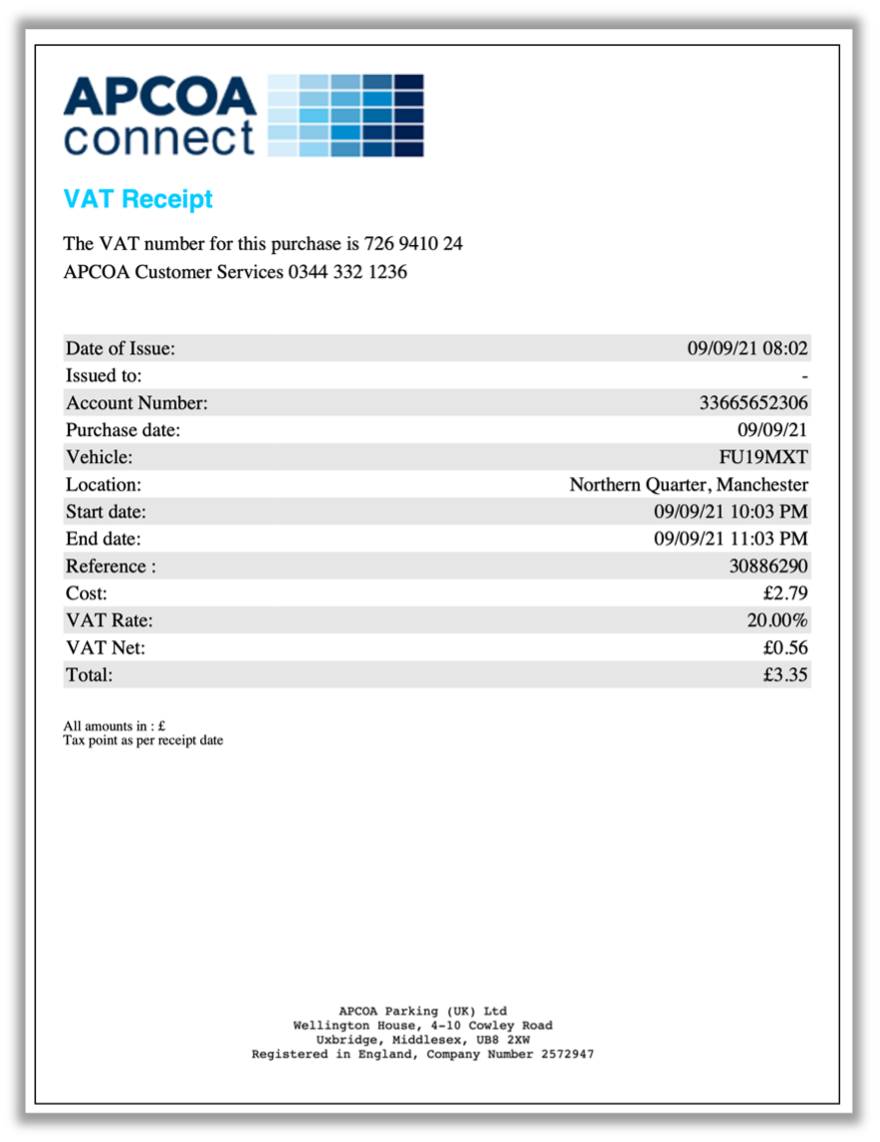 APCOA
connect
VAT Receipt
The VAT number for this purchase is 726 9410 24
APCOA Customer Services 0344 332 1236
Date of Issue: 09/09/21 08:02
Issued to: -
Account Number: 33665652306
Purchase date: 09/09/21
Vehicle: FU19MXT
Location: Northern Quarter, Manchester
Start date: 09/09/21 10:03 PM
End date: 09/09/21 11:03 PM
Reference : 30886290
Cost: £2.79
VAT Rate: 20.00%
VAT Net: £0.56
Total: £3.35
All amounts in : £
Tax point as per receipt date
APCOA Parking (UK) Ltd
Wellington House, 4-10 Cowley Road
Uxbridge, Middlesex, UB8 2XW
Registered in England, Company Number 2572947